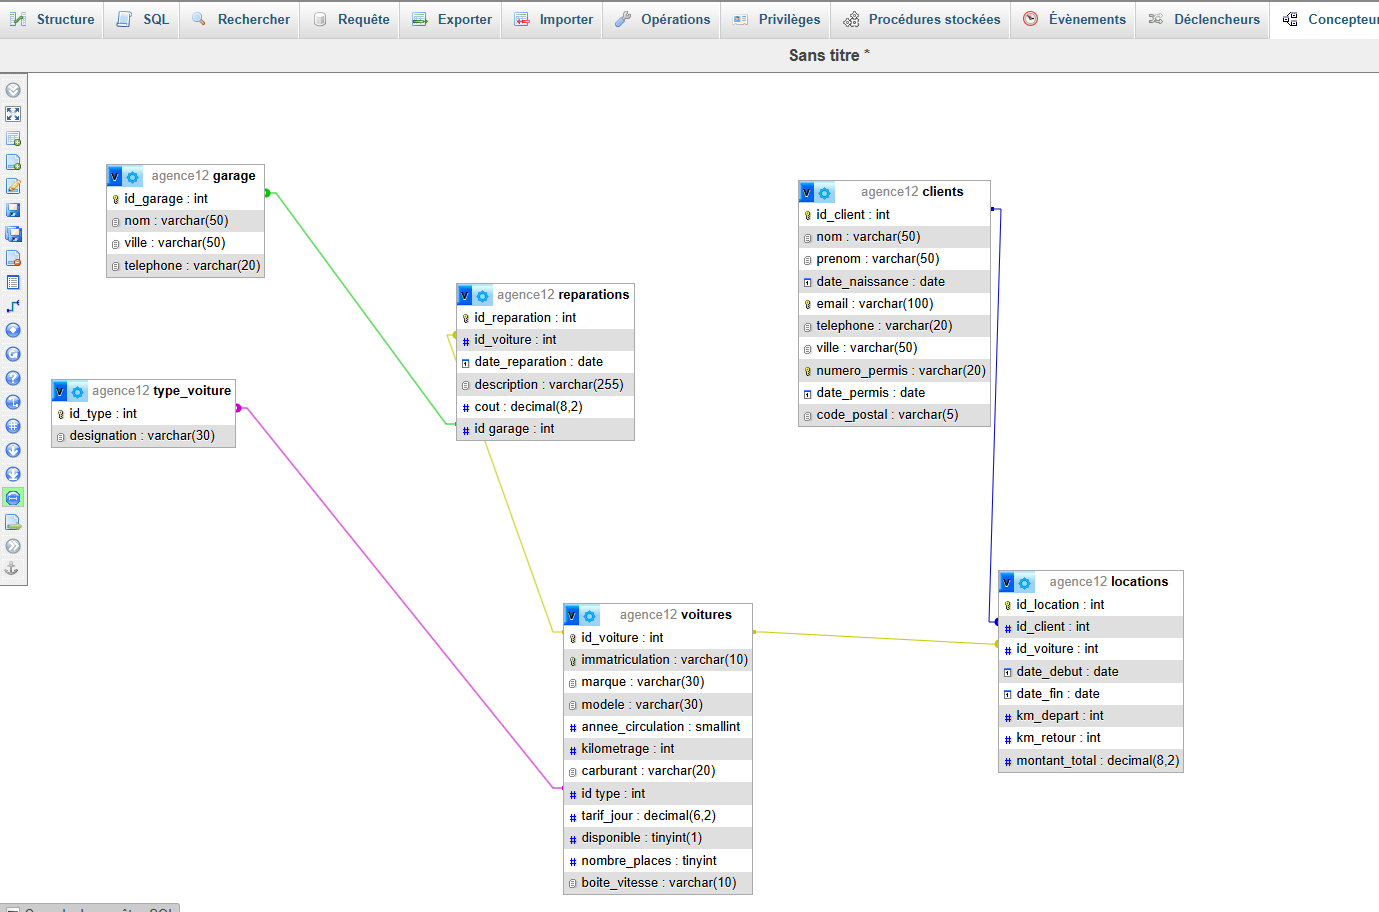 Structure SQL Rechercher Requête Exporter Importer Opérations Privilèges Procédures stockées Évènements Déclencheurs Concepteur
Sans titre *
V agence12 garage
id_garage : int
nom : varchar(50)
ville : varchar(50)
telephone : varchar(20)
V agence12 type_voiture
id_type : int
designation : varchar(30)
V agence12 reparations
id_reparation : int
id_voiture : int
date_reparation : date
description : varchar(255)
cout : decimal(8,2)
id garage : int
V agence12 clients
id_client : int
nom : varchar(50)
prenom : varchar(50)
date_naissance : date
email : varchar(100)
telephone : varchar(20)
ville : varchar(50)
numero_permis : varchar(20)
date_permis : date
code_postal : varchar(5)
V agence12 voitures
id_voiture : int
immatriculation : varchar(10)
marque : varchar(30)
modele : varchar(30)
annee_circulation : smallint
kilometrage : int
carburant : varchar(20)
id type : int
tarif_jour : decimal(6,2)
disponible : tinyint(1)
nombre_places : tinyint
boite_vitesse : varchar(10)
V agence12 locations
id_location : int
id_client : int
id_voiture : int
date_debut : date
date_fin : date
km_depart : int
km_retour : int
montant_total : decimal(8,2)